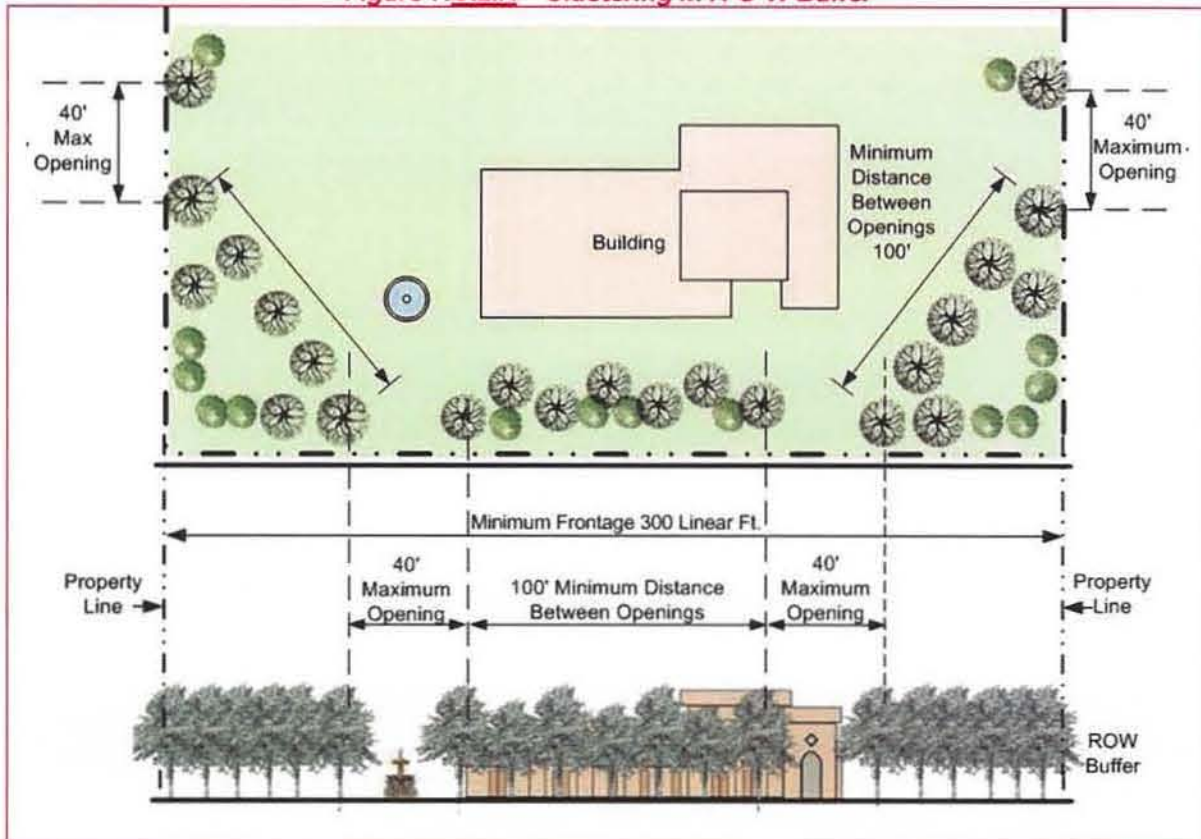 40'
Max
Opening
40'
Maximum
Opening
Minimum
Distance
Between
Openings
100'
Building
Minimum Frontage 300 Linear Ft.
Property
Line
40'
Maximum
Opening
100' Minimum Distance
Between Openings
40'
Maximum
Opening
Property
Line
ROW
Buffer